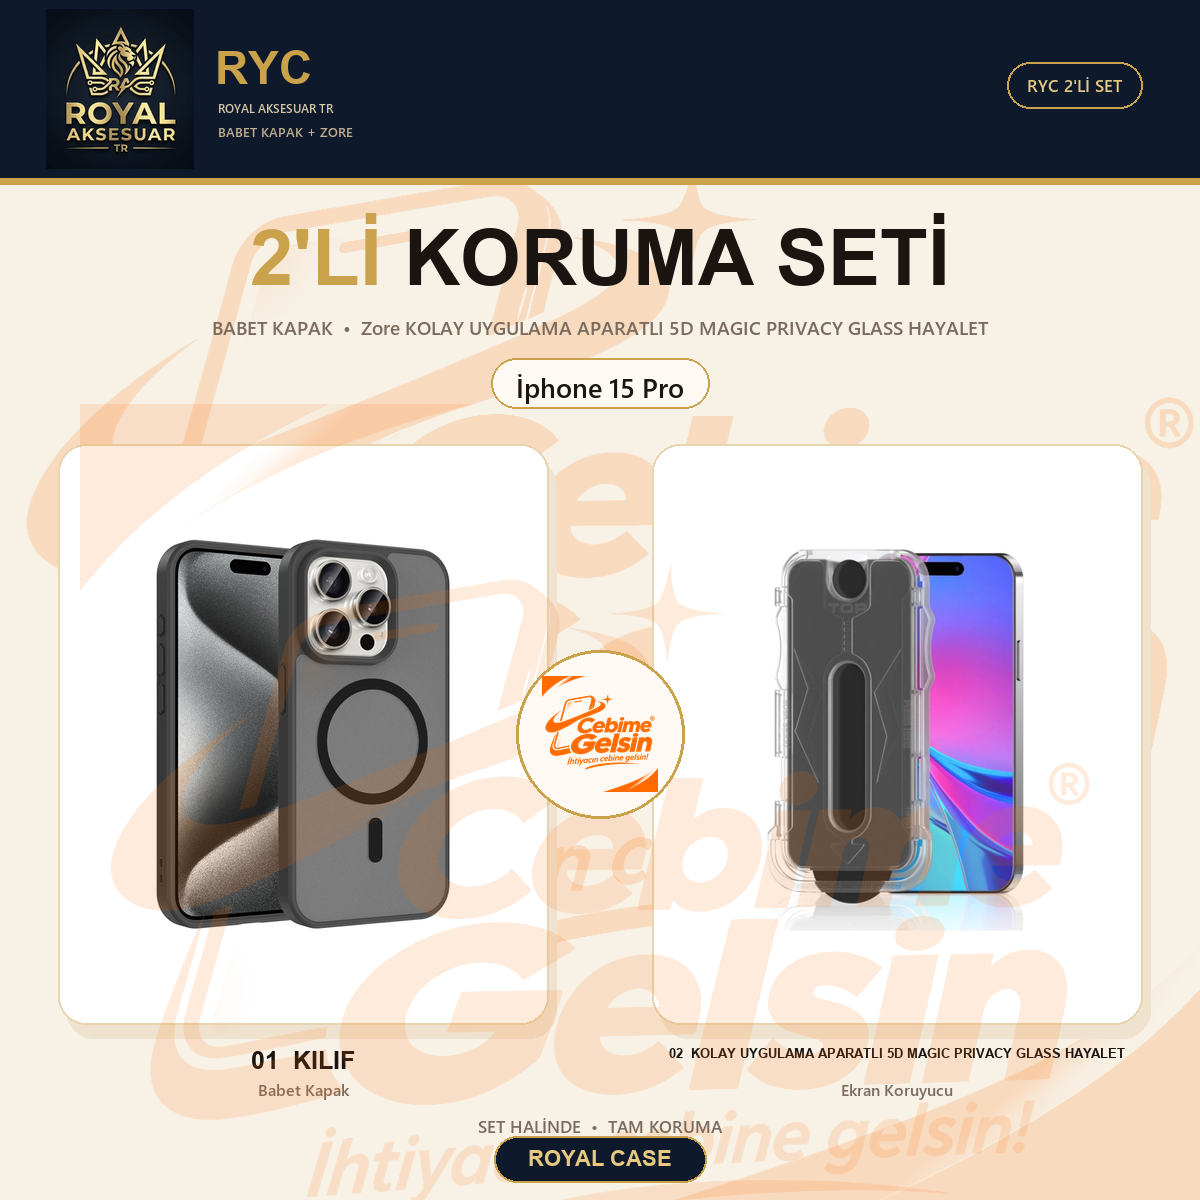 ROYAL
AKSESUAR
TR
RYC
ROYAL AKSESUAR TR
BABET KAPAK + ZORE
RYC 2'Lİ SET
2'Lİ KORUMA SETİ
BABET KAPAK • Zore KOLAY UYGULAMA APARATLI 5D MAGIC PRIVACY GLASS HAYALET
İphone 15 Pro
TOP
Cebime®
Gelsin
İhtiyacın cebine gelsin!
Cebime®
Gelsin
01 KILIF
Babet Kapak
02 KOLAY UYGULAMA APARATLI 5D MAGIC PRIVACY GLASS HAYALET
Ekran Koruyucu
SET HALİNDE • TAM KORUMA
ROYAL CASE